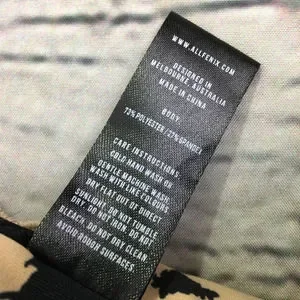 WWW.ALLFENIX.COM
DESIGNED IN
MELBOURNE, AUSTRALIA
MADE IN CHINA
BODY:
73% POLYESTER / 27% SPANDEX
CARE INSTRUCTIONS:
COLD HAND WASH OR
GENTLE MACHINE WASH
WASH WITH LIKE COLOURS
DRY FLAT OUT OF DIRECT
SUNLIGHT. DO NOT TUMBLE
DRY. DO NOT IRON. DO NOT
BLEACH. DO NOT DRY CLEAN.
AVOID ROUGH SURFACES